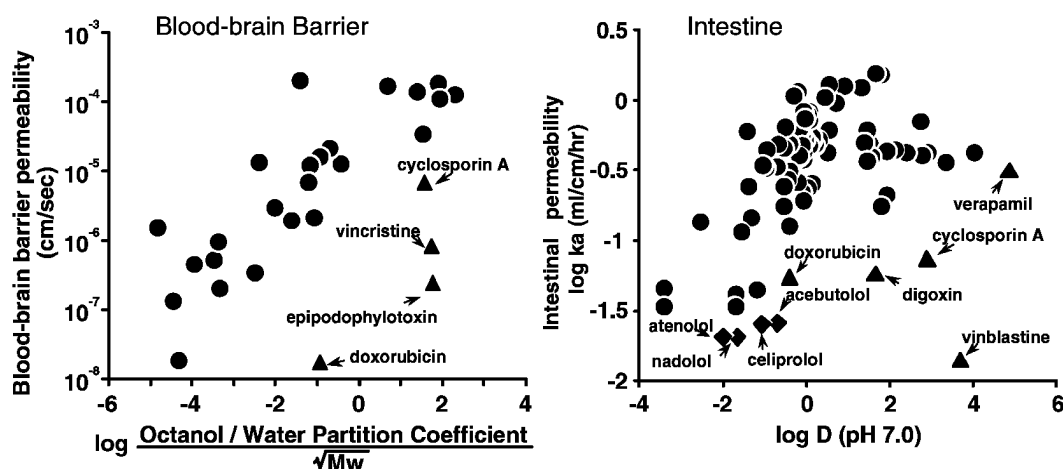 Blood-brain Barrier
Blood-brain barrier permeability
(cm/sec)
10-3
10-4
10-5
10-6
10-7
10-8
-6
-4
-2
0
2
4
cyclosporin A
vincristine
epipodophylotoxin
doxorubicin
log Octanol / Water Partition Coefficient
√Mw
Intestine
Intestinal permeability
log ka (ml/cm/hr)
0
-0.5
-1
-1.5
-2
-4
-2
0
2
4
6
verapamil
cyclosporin A
doxorubicin
digoxin
acebutolol
atenolol
nadolol
celiprolol
vinblastine
log D (pH 7.0)